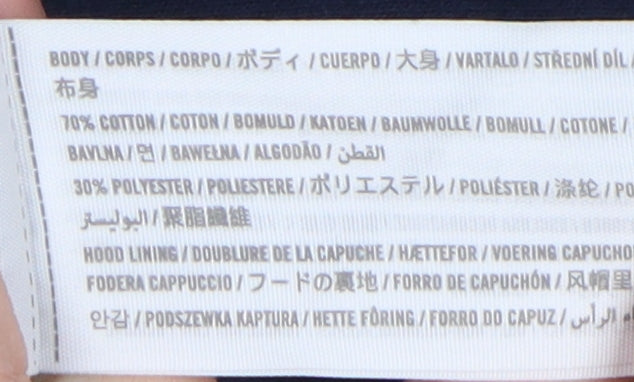 BODY / CORPS / CORPO / ボディ / CUERPO / 大身 / VARTALO / STŘEDNÍ DÍL /
布身
70% COTTON / COTON / BOMULD / KATOEN / BAUMWOLLE / BOMULL / COTONE /
BAVLNA / 면 / BAWEŁNA / ALGODÃO / القطن
30% POLYESTER / POLIESTERE / ポリエステル / POLIÉSTER / 涤纶 / PO
البوليستر / 聚脂纖維
HOOD LINING / DOUBLURE DE LA CAPUCHE / HÆTTEFOR / VOERING CAPUCHO
FODERA CAPPUCCIO / フードの裏地 / FORRO DE CAPUCHÓN / 风帽里
안감 / PODSZEWKA KAPTURA / HETTE FÔRING / FORRO DO CAPUZ / الرأس